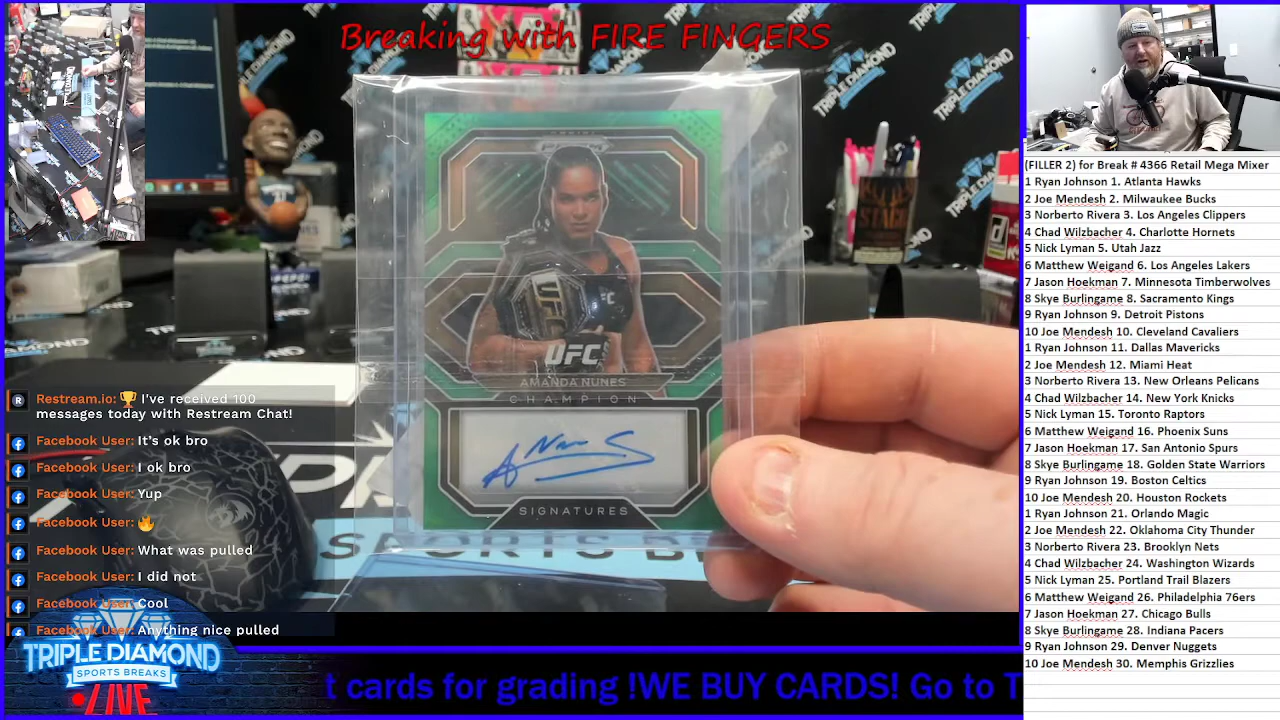 Breaking with FIRE FINGERS
TRIPLE DIAMOND
PRIZM
UFC
UFC
AMANDA NUNES
CHAMPION
SIGNATURES
SPORTS BR
Restream.io: 🏆 I've received 100
messages today with Restream Chat!
Facebook User: It's ok bro
Facebook User: I ok bro
Facebook User: Yup
Facebook User: 🔥
Facebook User: What was pulled
Facebook User: I did not
Facebook User: Cool
Facebook User: Anything nice pulled
TRIPLE DIAMOND
SPORTS BREAKS
LIVE
t cards for grading !WE BUY CARDS! Go to T
(FILLER 2) for Break # 4366 Retail Mega Mixer
1 Ryan Johnson 1. Atlanta Hawks
2 Joe Mendesh 2. Milwaukee Bucks
3 Norberto Rivera 3. Los Angeles Clippers
4 Chad Wilzbacher 4. Charlotte Hornets
5 Nick Lyman 5. Utah Jazz
6 Matthew Weigand 6. Los Angeles Lakers
7 Jason Hoekman 7. Minnesota Timberwolves
8 Skye Burlingame 8. Sacramento Kings
9 Ryan Johnson 9. Detroit Pistons
10 Joe Mendesh 10. Cleveland Cavaliers
1 Ryan Johnson 11. Dallas Mavericks
2 Joe Mendesh 12. Miami Heat
3 Norberto Rivera 13. New Orleans Pelicans
4 Chad Wilzbacher 14. New York Knicks
5 Nick Lyman 15. Toronto Raptors
6 Matthew Weigand 16. Phoenix Suns
7 Jason Hoekman 17. San Antonio Spurs
8 Skye Burlingame 18. Golden State Warriors
9 Ryan Johnson 19. Boston Celtics
10 Joe Mendesh 20. Houston Rockets
1 Ryan Johnson 21. Orlando Magic
2 Joe Mendesh 22. Oklahoma City Thunder
3 Norberto Rivera 23. Brooklyn Nets
4 Chad Wilzbacher 24. Washington Wizards
5 Nick Lyman 25. Portland Trail Blazers
6 Matthew Weigand 26. Philadelphia 76ers
7 Jason Hoekman 27. Chicago Bulls
8 Skye Burlingame 28. Indiana Pacers
9 Ryan Johnson 29. Denver Nuggets
10 Joe Mendesh 30. Memphis Grizzlies